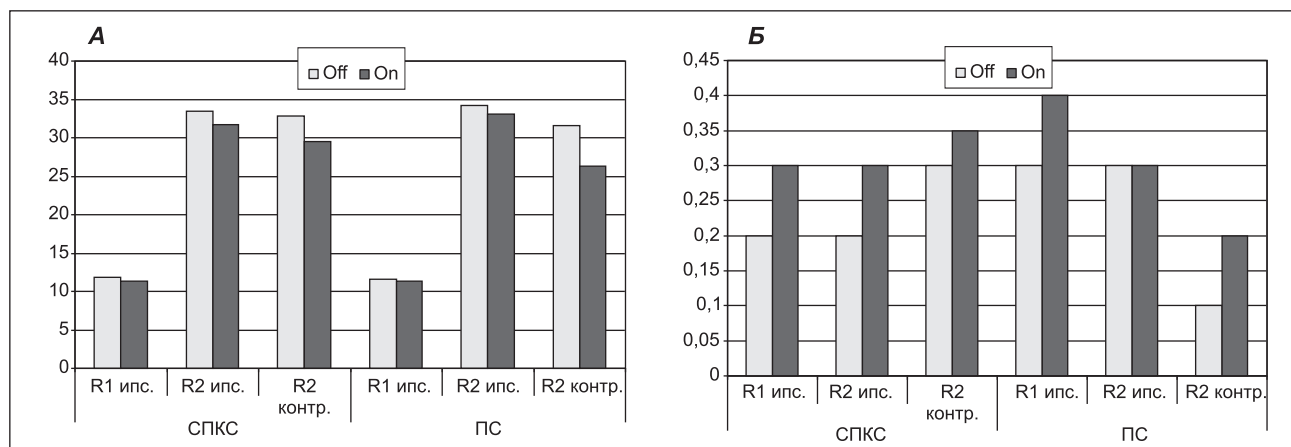 А
Off On
40
35
30
25
20
15
10
5
0
R1 ипс. R2 ипс. R2 контр. R1 ипс. R2 ипс. R2 контр.
СПКС ПС
Б
Off On
0,45
0,4
0,35
0,3
0,25
0,2
0,15
0,1
0,05
0
R1 ипс. R2 ипс. R2 контр. R1 ипс. R2 ипс. R2 контр.
СПКС ПС